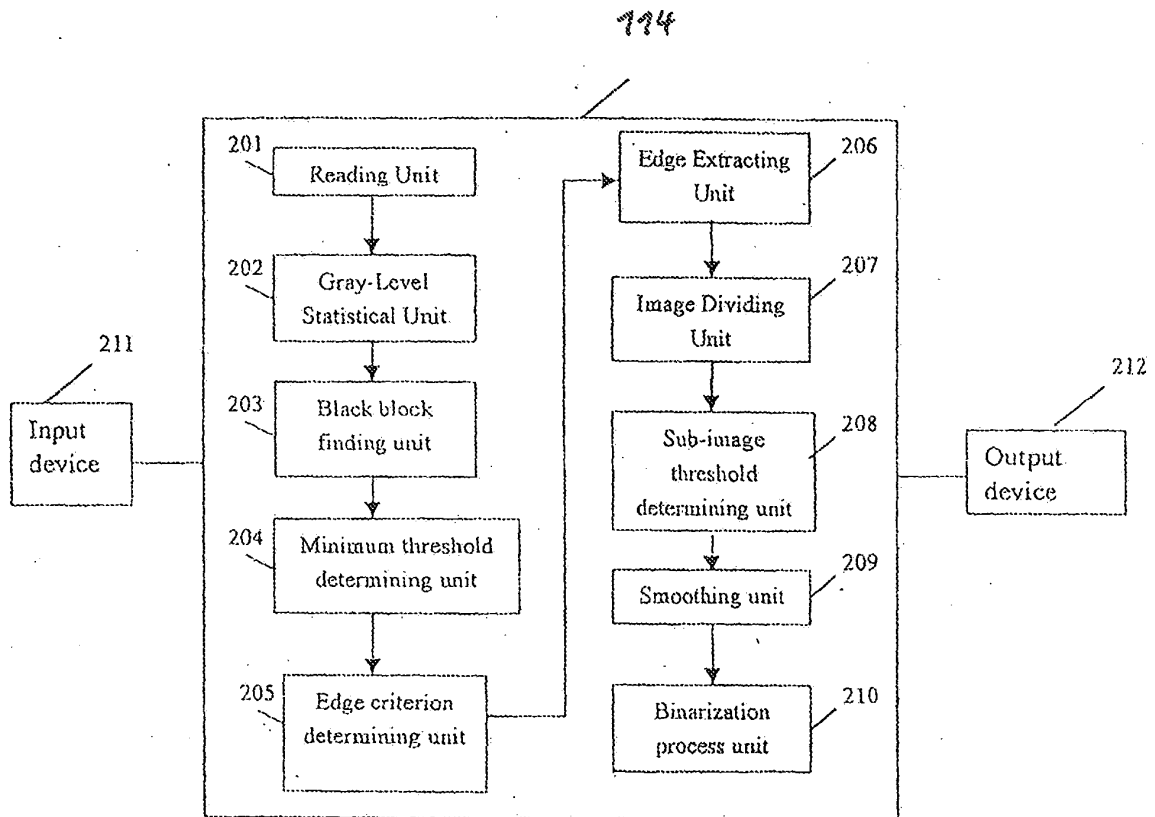 114
201
Reading Unit
202
Gray-Level
Statistical Unit
203
Black block
finding unit
204
Minimum threshold
determining unit
205
Edge criterion
determining unit
206
Edge Extracting
Unit
207
Image Dividing
Unit
208
Sub-image
threshold
determining unit
209
Smoothing unit
210
Binarization
process unit
211
Input
device
212
Output
device